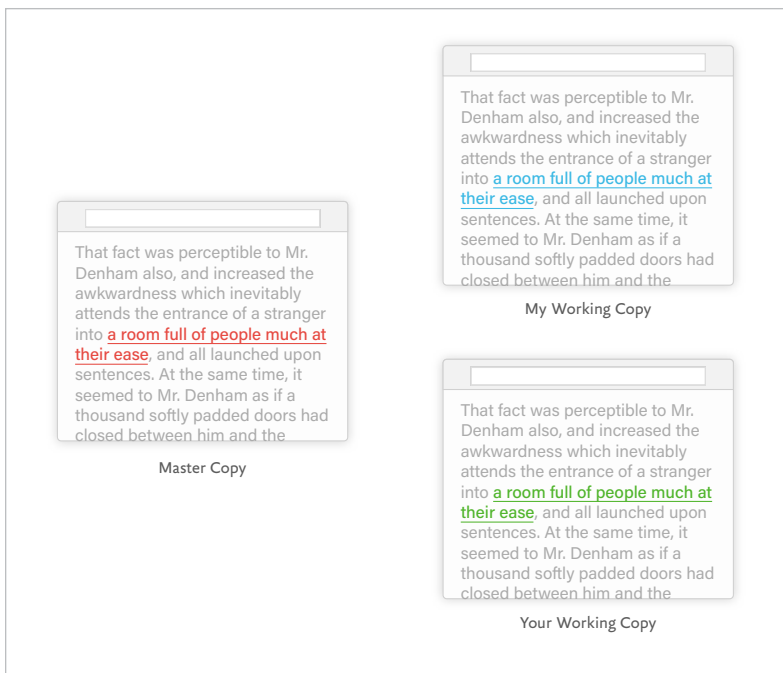 That fact was perceptible to Mr.
Denham also, and increased the
awkwardness which inevitably
attends the entrance of a stranger
into a room full of people much at
their ease, and all launched upon
sentences. At the same time, it
seemed to Mr. Denham as if a
thousand softly padded doors had
closed between him and the
Master Copy
That fact was perceptible to Mr.
Denham also, and increased the
awkwardness which inevitably
attends the entrance of a stranger
into a room full of people much at
their ease, and all launched upon
sentences. At the same time, it
seemed to Mr. Denham as if a
thousand softly padded doors had
closed between him and the
My Working Copy
That fact was perceptible to Mr.
Denham also, and increased the
awkwardness which inevitably
attends the entrance of a stranger
into a room full of people much at
their ease, and all launched upon
sentences. At the same time, it
seemed to Mr. Denham as if a
thousand softly padded doors had
closed between him and the
Your Working Copy